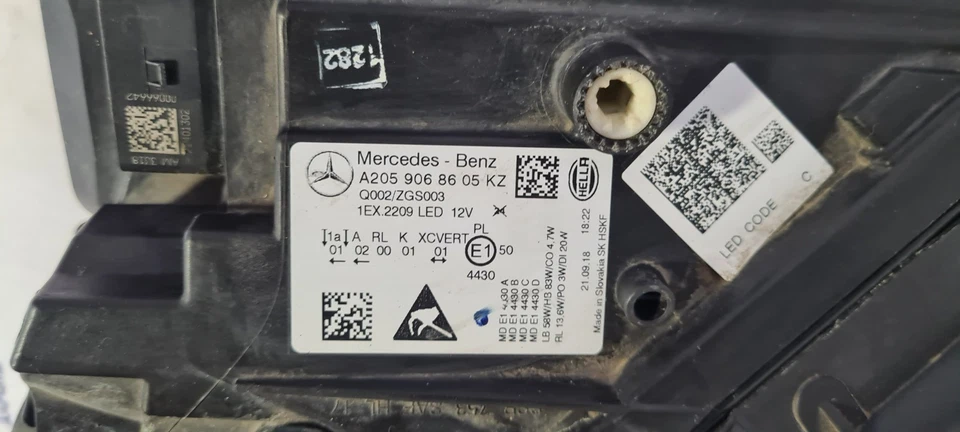 1282
A0066642
01302
Mercedes - Benz
A205 906 86 05 KZ
Q002/ZGS003
1EX.2209 LED 12V
HELLA
1a A RL K XCVERT PL
01 02 00 01 01 E1 50
4430
MD E1 4430 A
MD E1 4430 B
MD E1 4430 C
MD E1 4430 D
LB 58W/HB 83W/CO 4.7W
RL 13.6W/PO 3W/DI 20W
21.09.18 18:22
Made in Slovakia SK HSKF
LED CODE
C